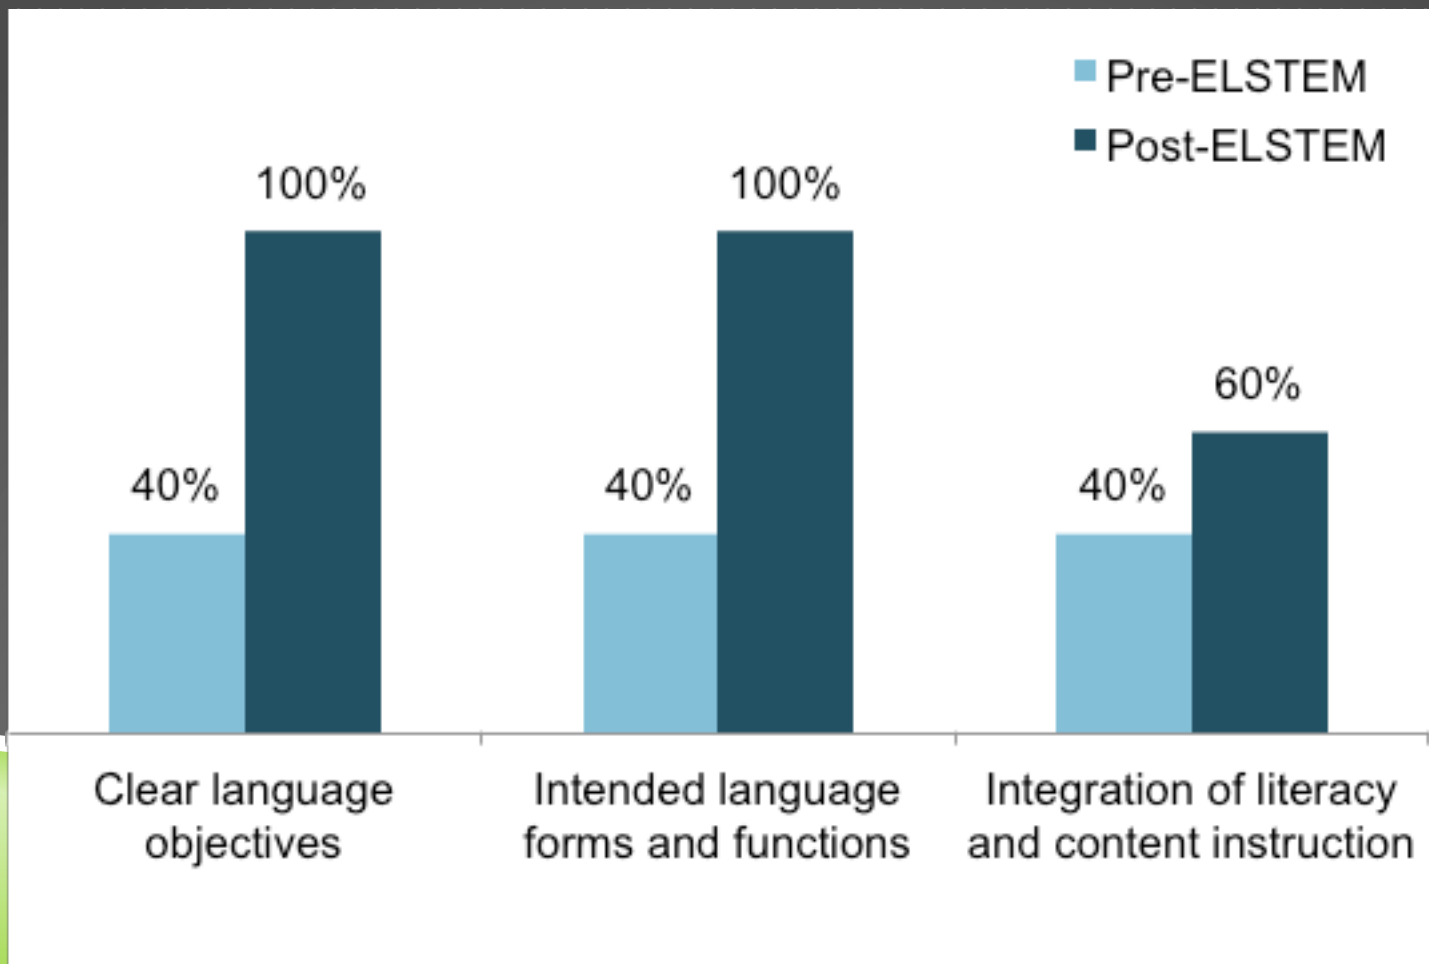 Pre-ELSTEM
Post-ELSTEM
100%
100%
60%
40%
40%
40%
Clear language
objectives
Intended language
forms and functions
Integration of literacy
and content instruction